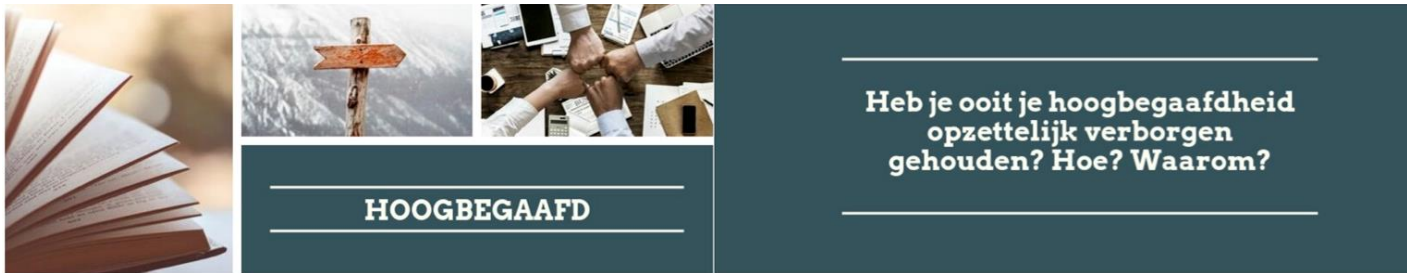 HOOGBEGAAFD
Heb je ooit je hoogbegaafdheid
opzettelijk verborgen
gehouden? Hoe? Waarom?